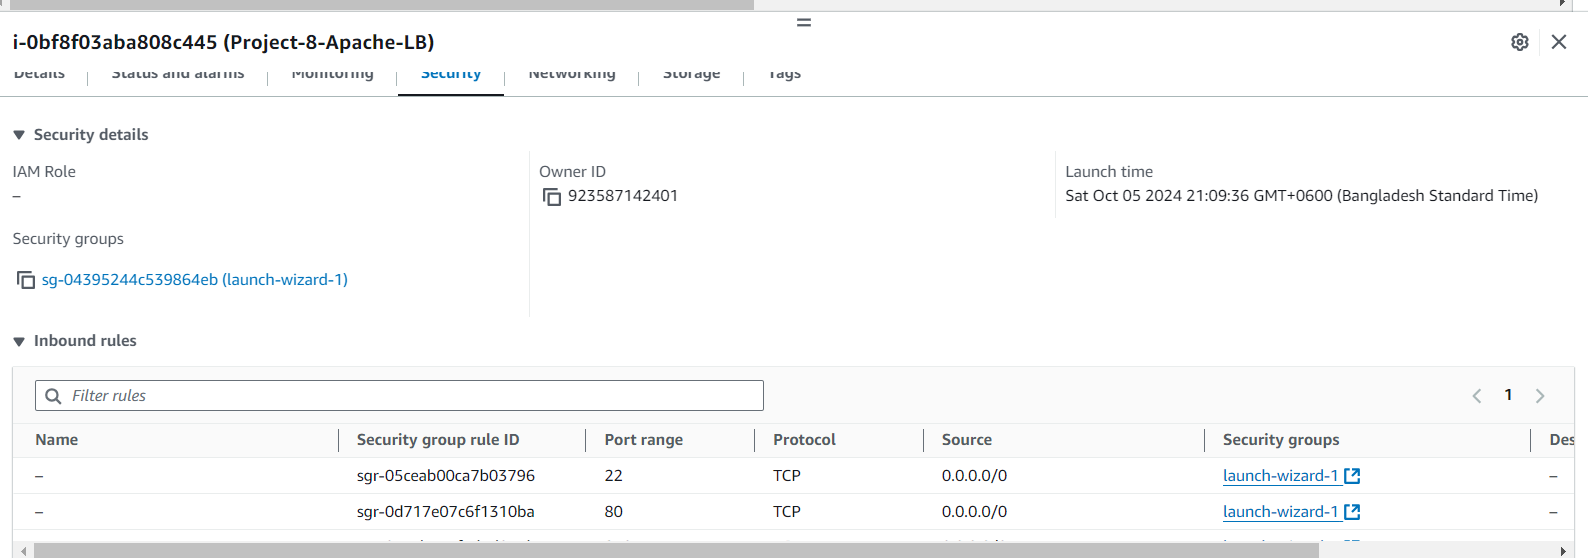 i-0bf8f03aba808c445 (Project-8-Apache-LB)
Details Status and alarms Monitoring Security Networking Storage Tags
Security details
IAM Role Owner ID Launch time
– 923587142401 Sat Oct 05 2024 21:09:36 GMT+0600 (Bangladesh Standard Time)
Security groups
sg-04395244c539864eb (launch-wizard-1)
Inbound rules
Filter rules 1
Name Security group rule ID Port range Protocol Source Security groups Des
– sgr-05ceab00ca7b03796 22 TCP 0.0.0.0/0 launch-wizard-1 –
– sgr-0d717e07c6f1310ba 80 TCP 0.0.0.0/0 launch-wizard-1 –